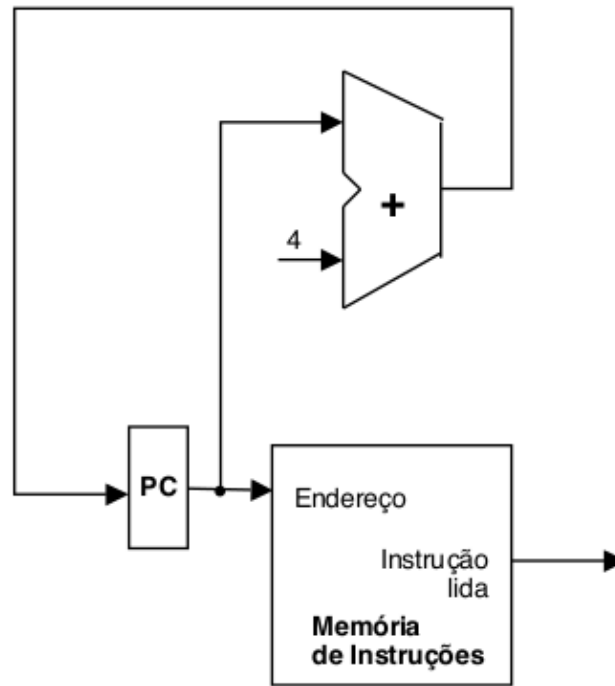 +
4
PC
Endereço
Instrução
lida
Memória
de Instruções